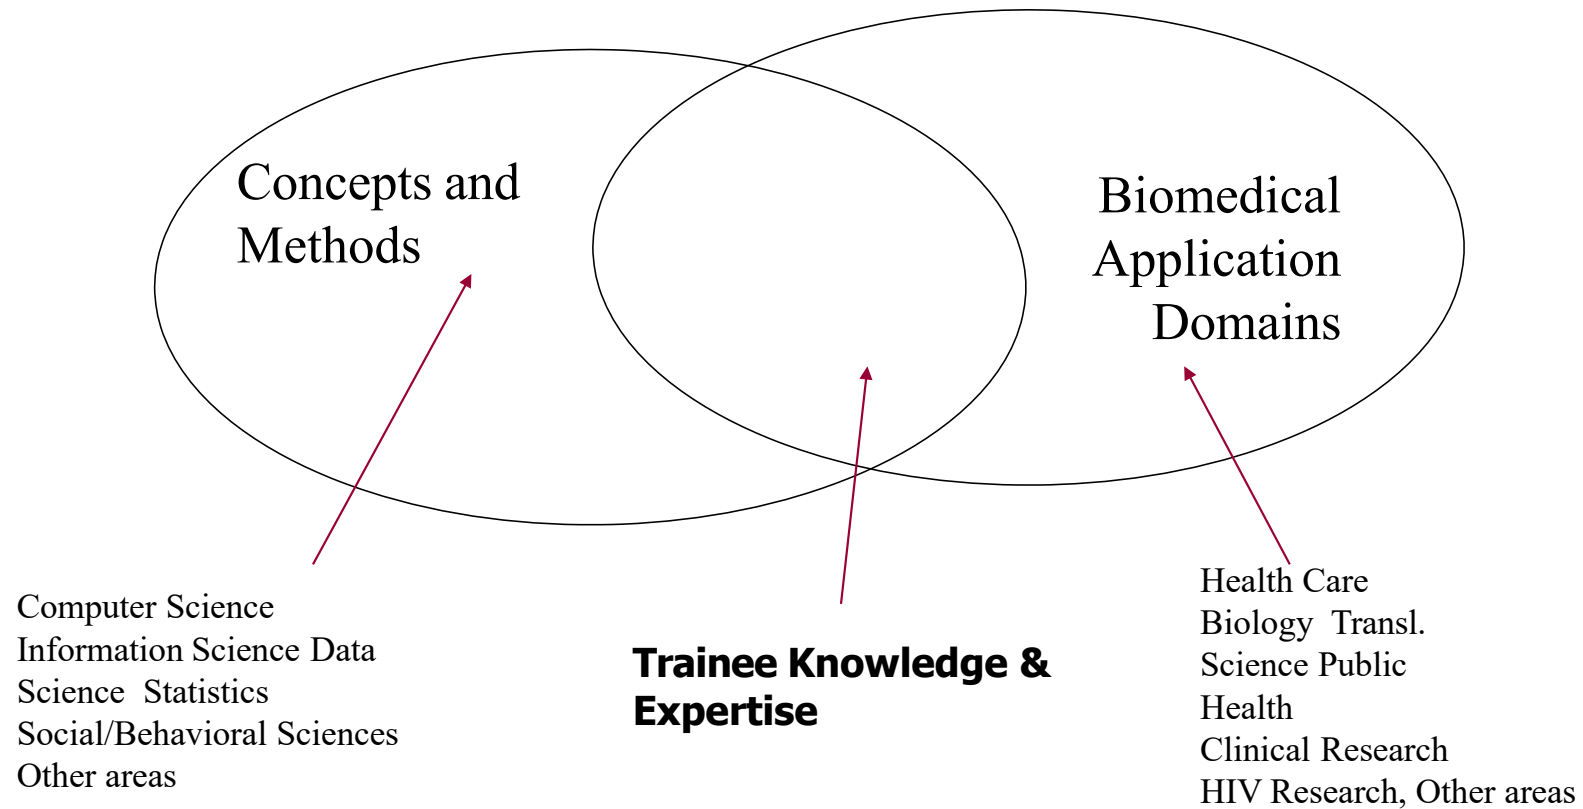 Concepts and
Methods
Biomedical
Application
Domains
Computer Science
Information Science Data
Science  Statistics
Social/Behavioral Sciences
Other areas
Trainee Knowledge &
Expertise
Health Care
Biology  Transl.
Science Public
Health
Clinical Research
HIV Research, Other areas